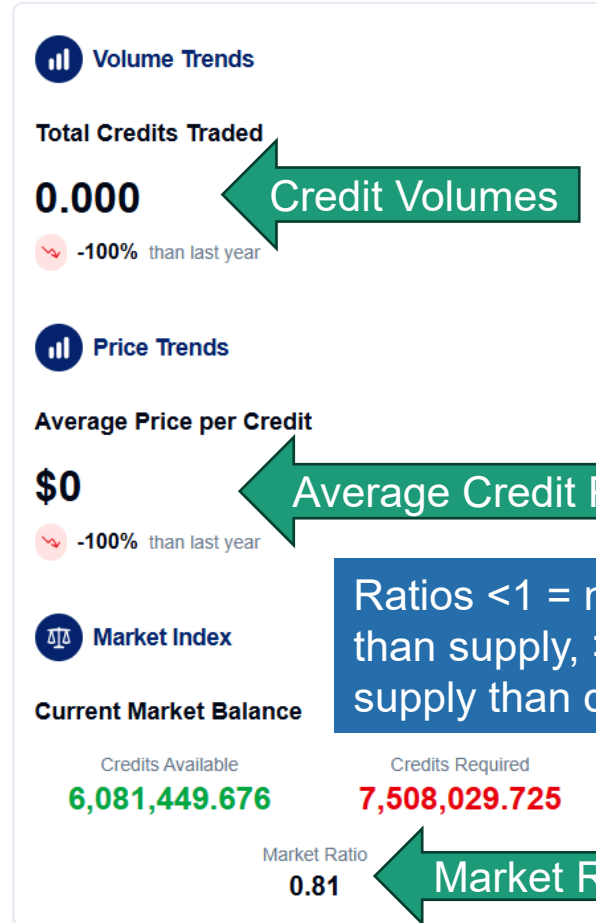 Volume Trends
Total Credits Traded
0.000
Credit Volumes
-100% than last year
Price Trends
Average Price per Credit
$0
Average Credit
-100% than last year
Ratios <1 =
than supply,
supply than
Market Index
Current Market Balance
Credits Available
Credits Required
6,081,449.676
7,508,029.725
Market Ratio
0.81
Market